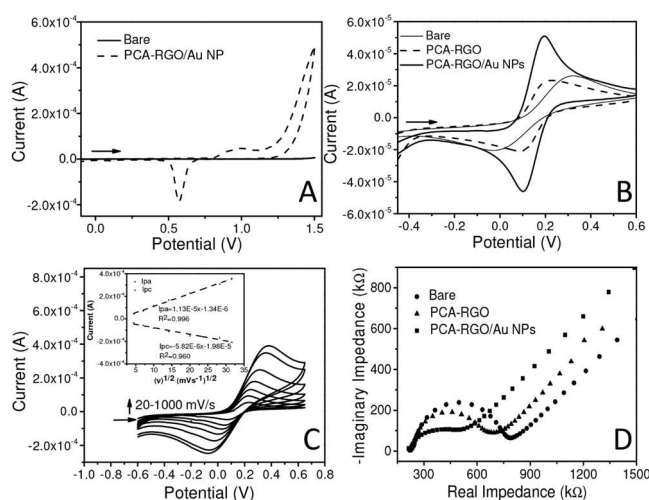 6.0x10⁻⁴
4.0x10⁻⁴
2.0x10⁻⁴
0.0
-2.0x10⁻⁴
Current (A)
Bare
PCA-RGO/Au NP
A
0.0 0.5 1.0 1.5
Potential (V)
8.0x10⁻⁵
6.0x10⁻⁵
4.0x10⁻⁵
2.0x10⁻⁵
0.0
-2.0x10⁻⁵
-4.0x10⁻⁵
-6.0x10⁻⁵
Current (A)
Bare
PCA-RGO
PCA-RGO/Au NPs
B
-0.4 -0.2 0.0 0.2 0.4 0.6
Potential (V)
8.0x10⁻⁴
6.0x10⁻⁴
4.0x10⁻⁴
2.0x10⁻⁴
0.0
-2.0x10⁻⁴
Current (A)
4.0x10⁻⁴
2.0x10⁻⁴
0.0
-2.0x10⁻⁴
-4.0x10⁻⁴
Current (A)
Ipa
Ipc
Ipa=1.13E-5x-1.34E-6
R²=0.996
Ipc=-5.82E-6x-1.98E-5
R²=0.960
5 10 15 20 25 30 35
(v)¹ᐟ² (mVs⁻¹)¹ᐟ²
20-1000 mV/s
C
-1.0 -0.8 -0.6 -0.4 -0.2 0.0 0.2 0.4 0.6 0.8
Potential (V)
800
600
400
200
0
-Imaginary Impedance (kΩ)
Bare
PCA-RGO
PCA-RGO/Au NPs
D
300 600 900 1200 1500
Real Impedance (kΩ)